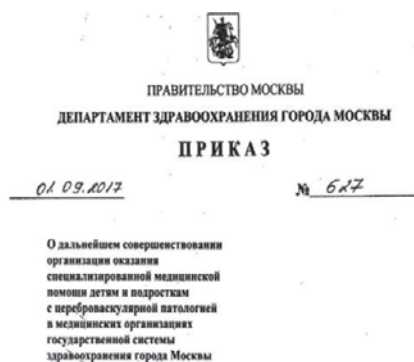 ПРАВИТЕЛЬСТВО МОСКВЫ
ДЕПАРТАМЕНТ ЗДРАВООХРАНЕНИЯ ГОРОДА МОСКВЫ
ПРИКАЗ
01.09.2017 № 627
О дальнейшем совершенствовании
организации оказания
специализированной медицинской
помощи детям и подросткам
с цереброваскулярной патологией
в медицинских организациях
государственной системы
здравоохранения города Москвы